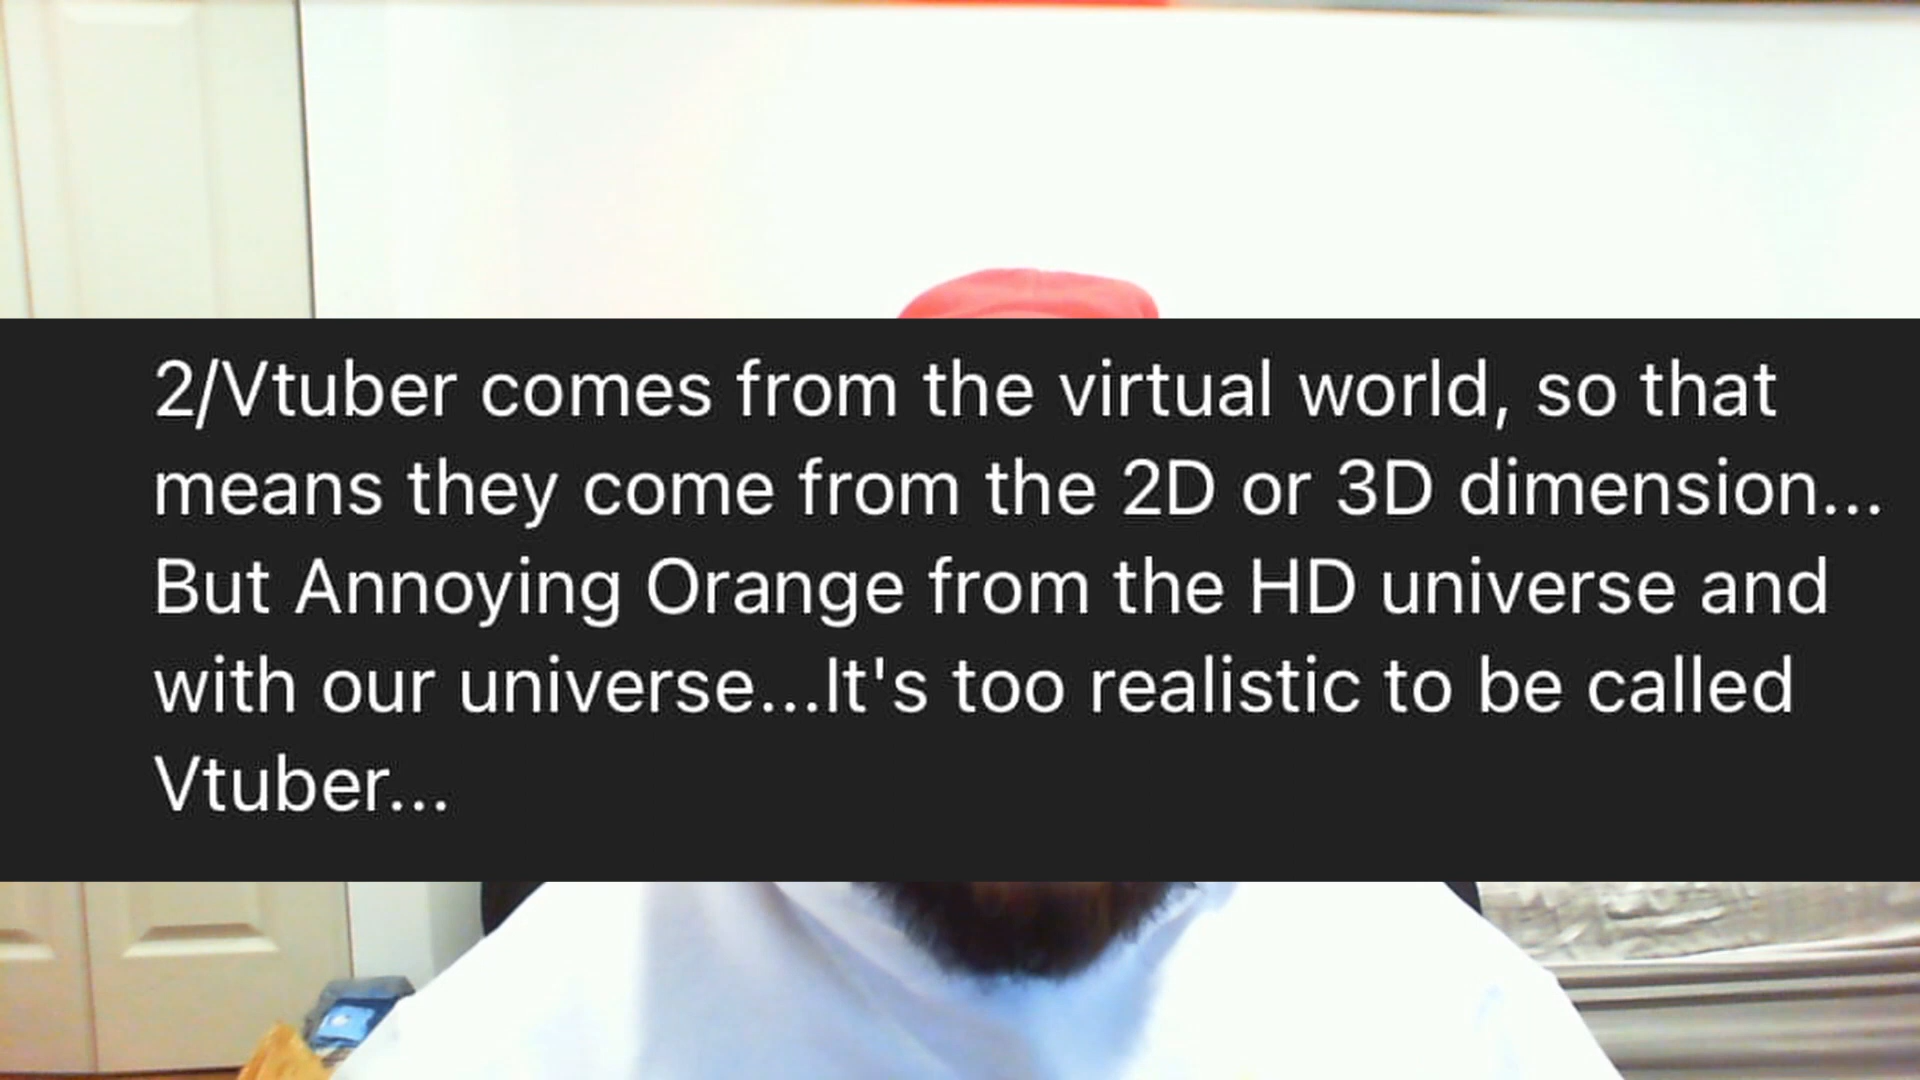 2/Vtuber comes from the virtual world, so that
means they come from the 2D or 3D dimension...
But Annoying Orange from the HD universe and
with our universe...It's too realistic to be called
Vtuber...